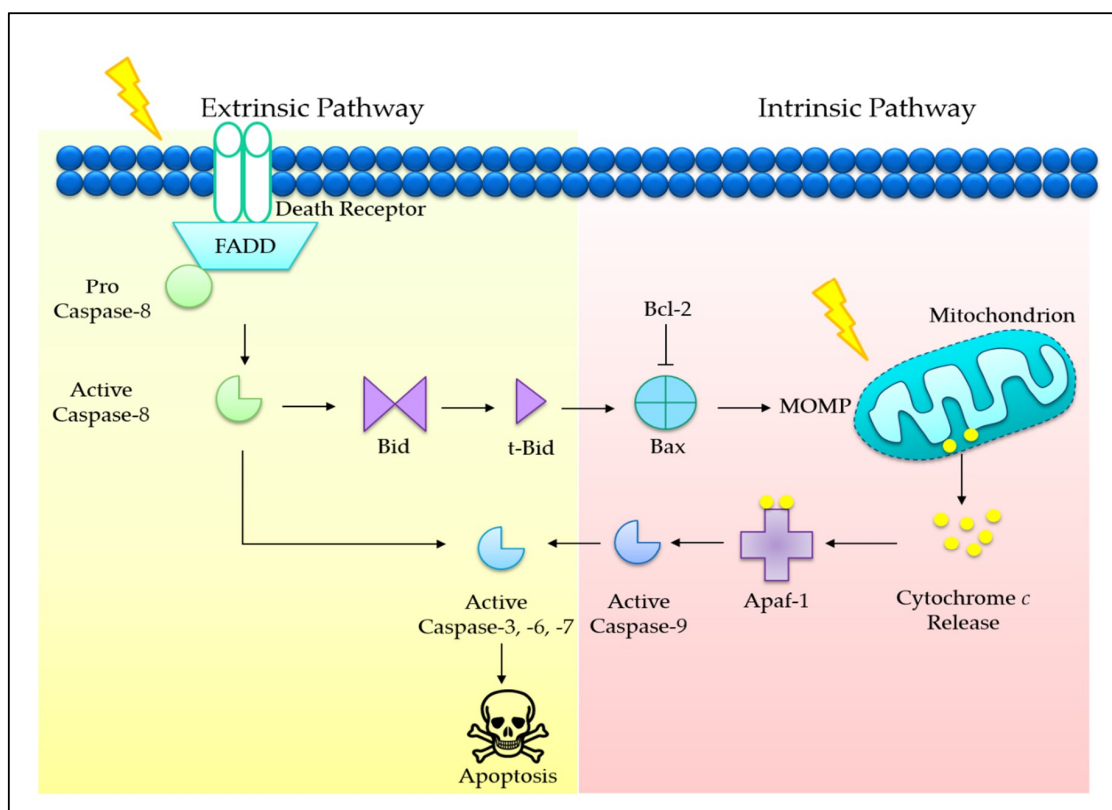 Extrinsic Pathway
Intrinsic Pathway
Death Receptor
FADD
Pro
Caspase-8
Bcl-2
Mitochondrion
Active
Caspase-8
Bid
t-Bid
Bax
MOMP
Active
Caspase-3, -6, -7
Active
Caspase-9
Apaf-1
Cytochrome c
Release
Apoptosis